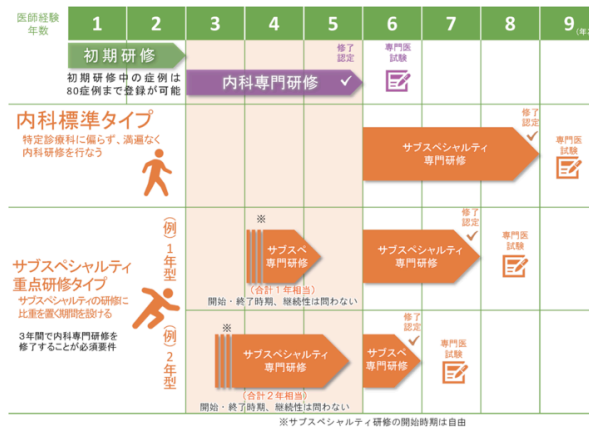 医師経験
年数
1 2 3 4 5 6 7 8 9
初期研修
初期研修中の症例は
80症例まで登録が可能
内科専門研修
修了
認定
専門医
試験
内科標準タイプ
特定診療科に偏らず、満遍なく
内科研修を行なう
サブスペシャルティ
専門研修
修了
認定
専門医
試験
サブスペシャルティ
重点研修タイプ
サブスペシャルティの研修に
比重を置く期間を設ける
3年間で内科専門研修を
修了することが必須要件
(例)1年型
※
サブスペ
専門研修
(合計1年相当)
開始・終了時期、継続性は問わない
サブスペシャルティ
専門研修
修了
認定
専門医
試験
(例)2年型
※
サブスペシャルティ
専門研修
(合計2年相当)
開始・終了時期、継続性は問わない
サブスペ
専門研修
修了
認定
専門医
試験
※サブスペシャルティ研修の開始時期は自由